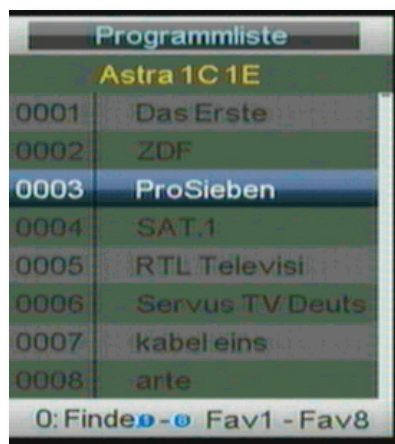 Programmliste
Astra 1C 1E
0001 Das Erste
0002 ZDF
0003 ProSieben
0004 SAT.1
0005 RTL Televisi
0006 Servus TV Deuts
0007 kabel eins
0008 arte
0: Finde - Fav1 - Fav8